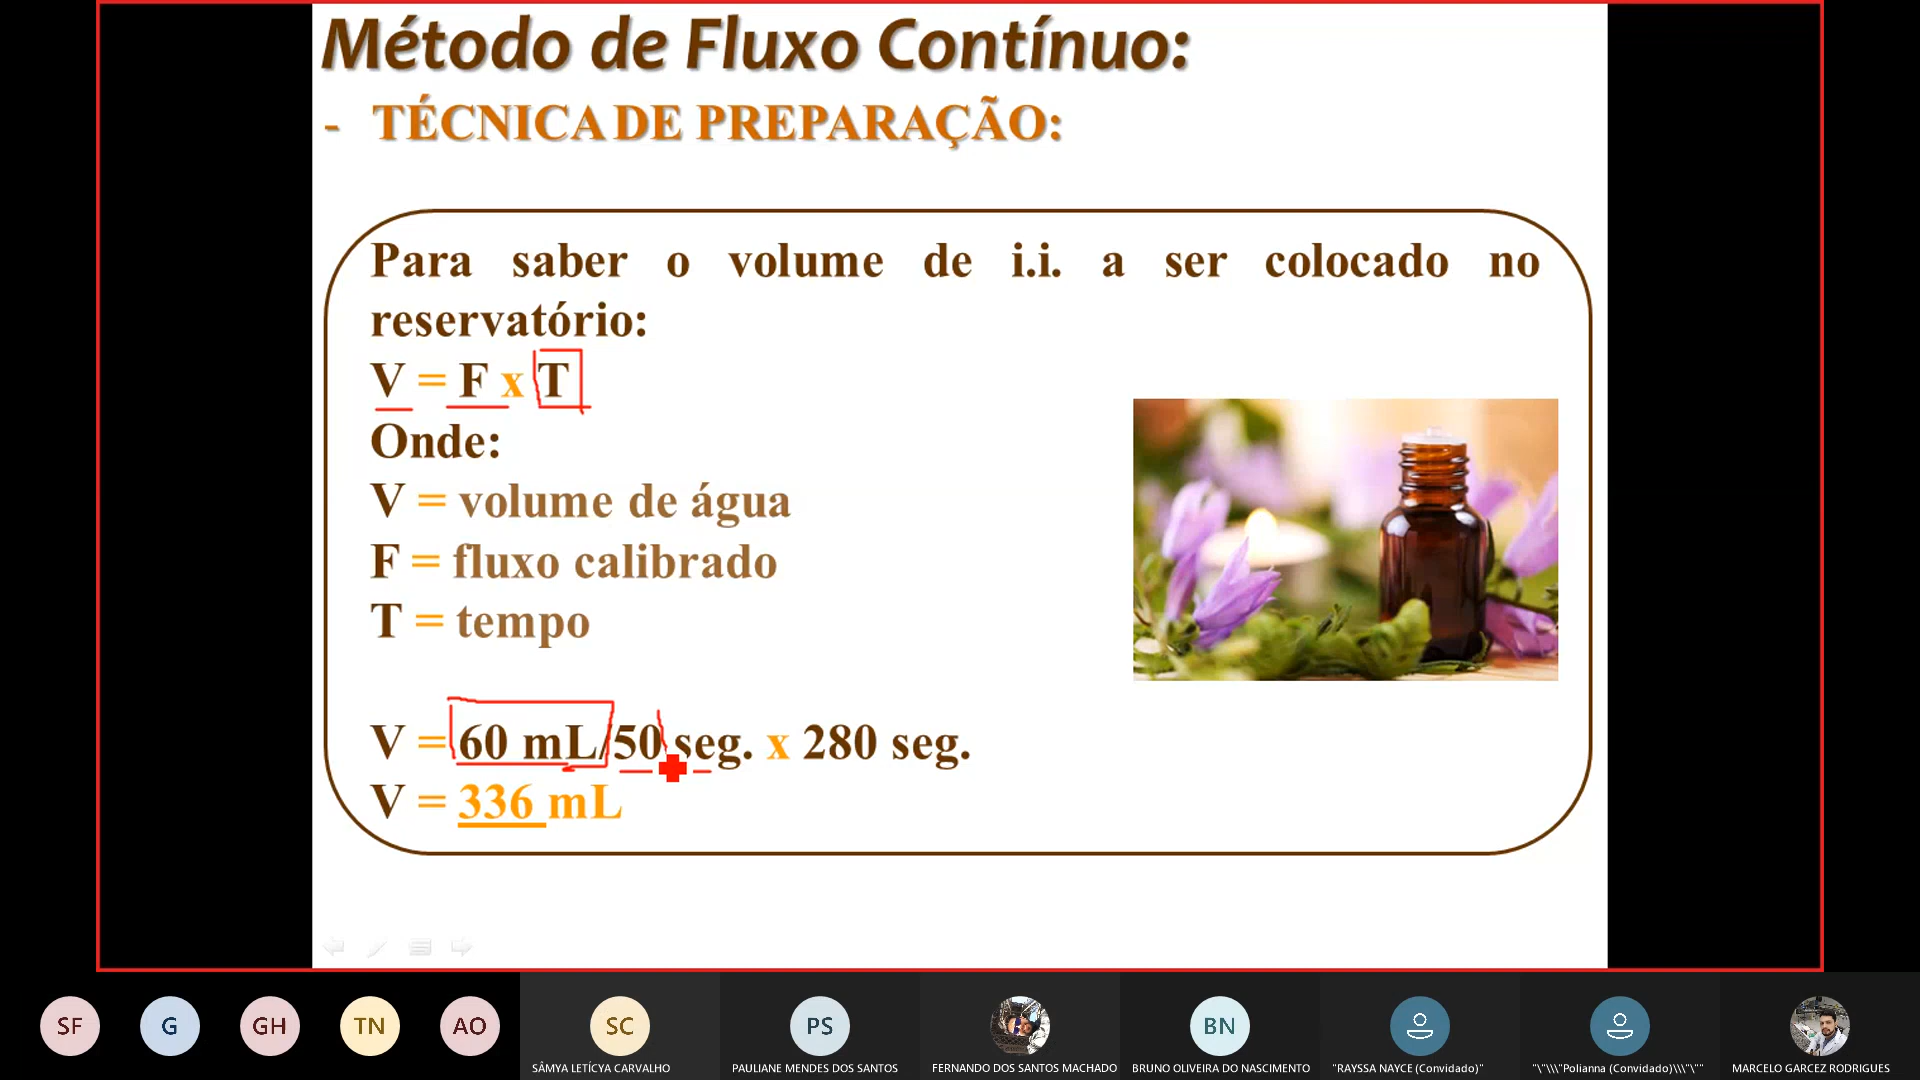 Método de Fluxo Contínuo:
- TÉCNICA DE PREPARAÇÃO:
Para saber o volume de i.i. a ser colocado no
reservatório:
V = F x T
Onde:
V = volume de água
F = fluxo calibrado
T = tempo
V = 60 mL/50 seg. x 280 seg.
V = 336 mL
SF G GH TN AO SC PS BN
SÂMYA LETÍCYA CARVALHO PAULIANE MENDES DOS SANTOS FERNANDO DOS SANTOS MACHADO BRUNO OLIVEIRA DO NASCIMENTO "RAYSSA NAYCE (Convidado)" "\"\\\"Polianna (Convidado)\\\"\"" MARCELO GARCEZ RODRIGUES